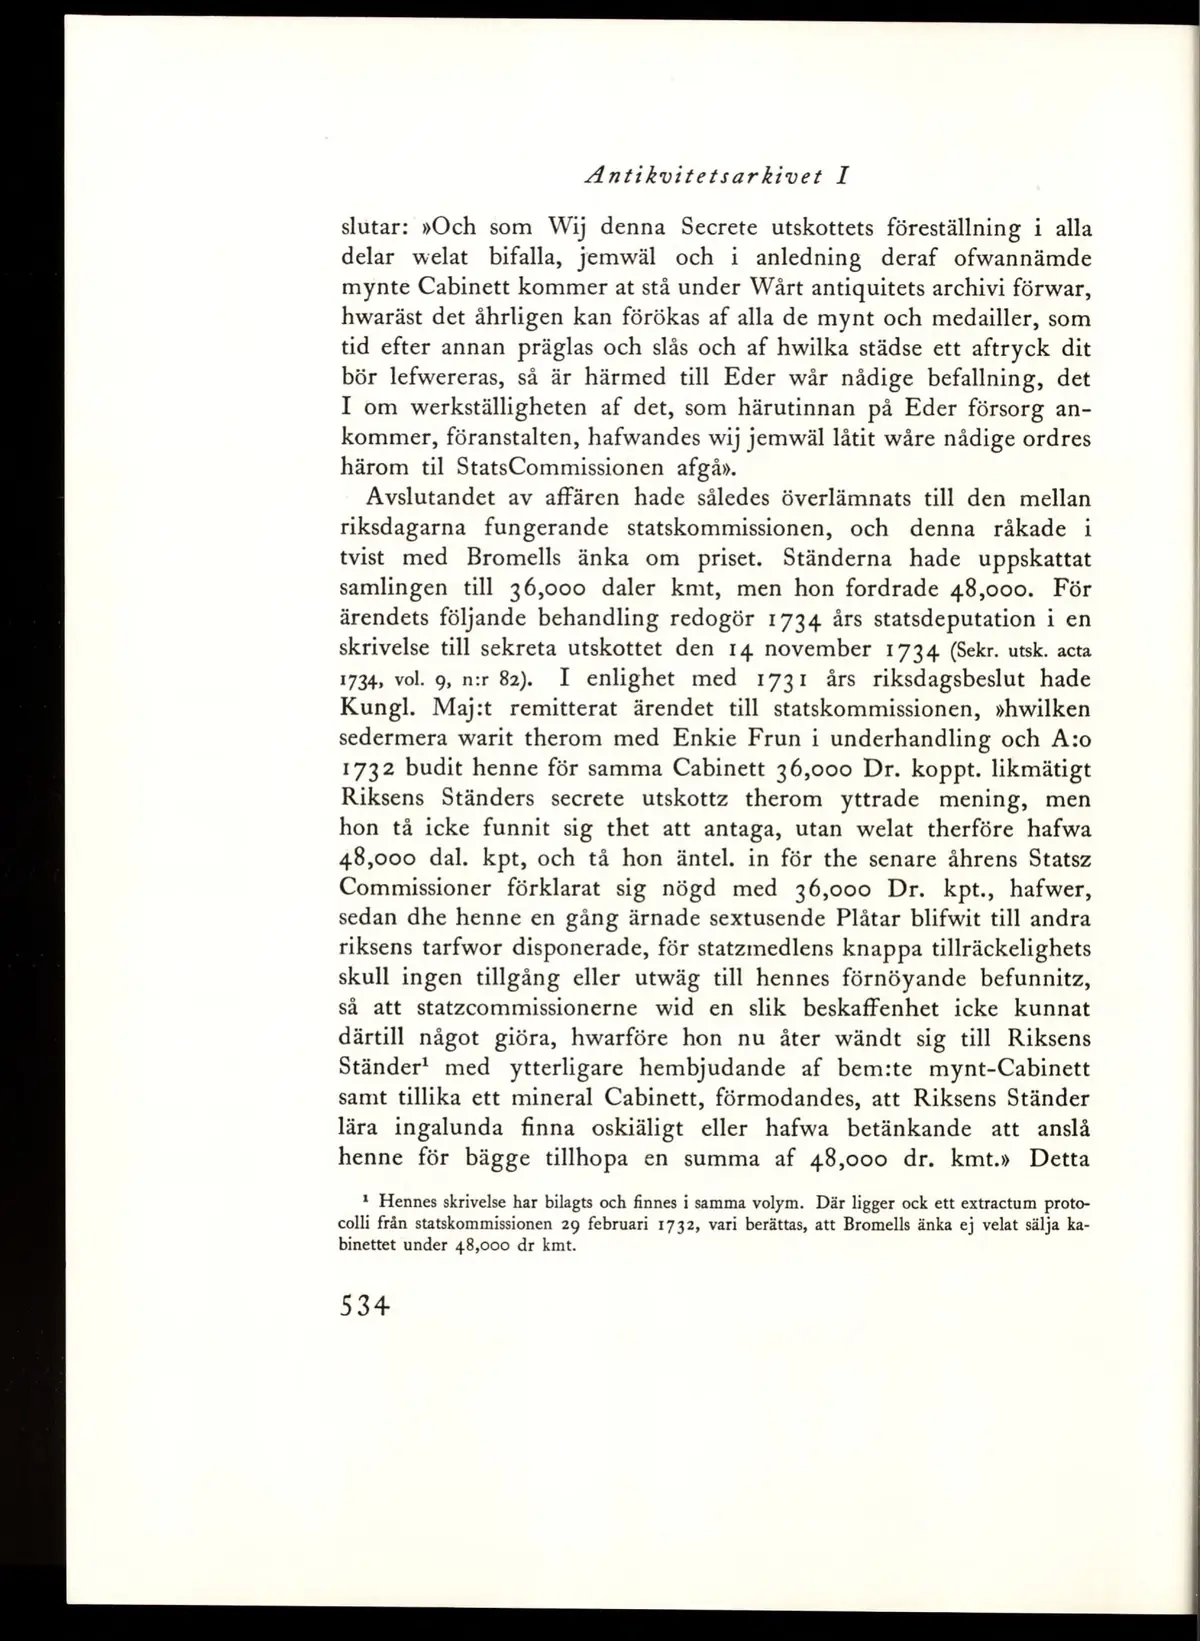 Antikvitetsarkivet I
slutar: »Och som Wij denna Secrete utskottets föreställning i alla
delar welat bifalla, jemwäl och i anledning deraf ofwannämde
mynte Cabinett kommer at stå under Wårt antiquitets archivi förwar,
hwaräst det åhrligen kan förökas af alla de mynt och medailler, som
tid efter annan präglas och slås och af hwilka städse ett aftryck dit
bör lefwereras, så är härmed till Eder wår nådige befallning, det
I om werkställigheten af det, som härutinnan på Eder försorg an-
kommer, föranstalten, hafwandes wij jemwäl låtit wåre nådige ordres
härom til StatsCommissionen afgå».
Avslutandet av affären hade således överlämnats till den mellan
riksdagarna fungerande statskommissionen, och denna råkade i
tvist med Bromells änka om priset. Ständerna hade uppskattat
samlingen till 36,000 daler kmt, men hon fordrade 48,000. För
ärendets följande behandling redogör 1734 års statsdeputation i en
skrivelse till sekreta utskottet den 14 november 1734 (Sekr. utsk. acta
1734, vol. 9, n:r 82). I enlighet med 1731 års riksdagsbeslut hade
Kungl. Maj:t remitterat ärendet till statskommissionen, »hwilken
sedermera warit therom med Enkie Frun i underhandling och A:o
1732 budit henne för samma Cabinett 36,000 Dr. koppt. likmätigt
Riksens Ständers secrete utskottz therom yttrade mening, men
hon tå icke funnit sig thet att antaga, utan welat therföre hafwa
48,000 dal. kpt, och tå hon äntel. in för the senare åhrens Statsz
Commissioner förklarat sig nögd med 36,000 Dr. kpt., hafwer,
sedan dhe henne en gång ärnade sextusende Plåtar blifwit till andra
riksens tarfwor disponerade, för statzmedlens knappa tillräckelighets
skull ingen tillgång eller utwäg till hennes förnöyande befunnitz,
så att statzcommissionerne wid en slik beskaffenhet icke kunnat
därtill något giöra, hwarföre hon nu åter wändt sig till Riksens
Ständer¹ med ytterligare hembjudande af bem:te mynt-Cabinett
samt tillika ett mineral Cabinett, förmodandes, att Riksens Ständer
lära ingalunda finna oskiäligt eller hafwa betänkande att anslå
henne för bägge tillhopa en summa af 48,000 dr. kmt.» Detta
¹ Hennes skrivelse har bilagts och finnes i samma volym. Där ligger ock ett extractum proto-
colli från statskommissionen 29 februari 1732, vari berättas, att Bromells änka ej velat sälja ka-
binettet under 48,000 dr kmt.
534